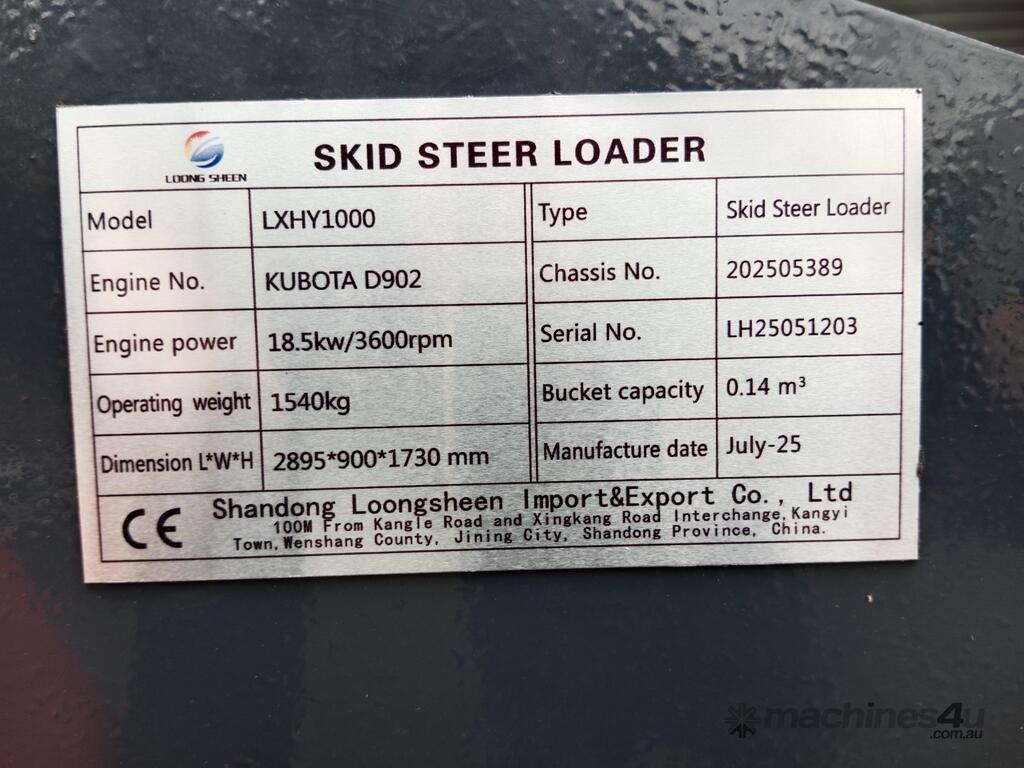 LOONG SHEEN
SKID STEER LOADER
Model LXHY1000 Type Skid Steer Loader
Engine No. KUBOTA D902 Chassis No. 202505389
Engine power 18.5kw/3600rpm Serial No. LH25051203
Operating weight 1540kg Bucket capacity 0.14 m³
Dimension L*W*H 2895*900*1730 mm Manufacture date July-25
CE
Shandong Loongsheen Import&Export Co., Ltd
100M From Kangle Road and Xingkang Road Interchange, Kangyi
Town, Wenshang County, Jining City, Shandong Province, China.
machines4u
.com.au